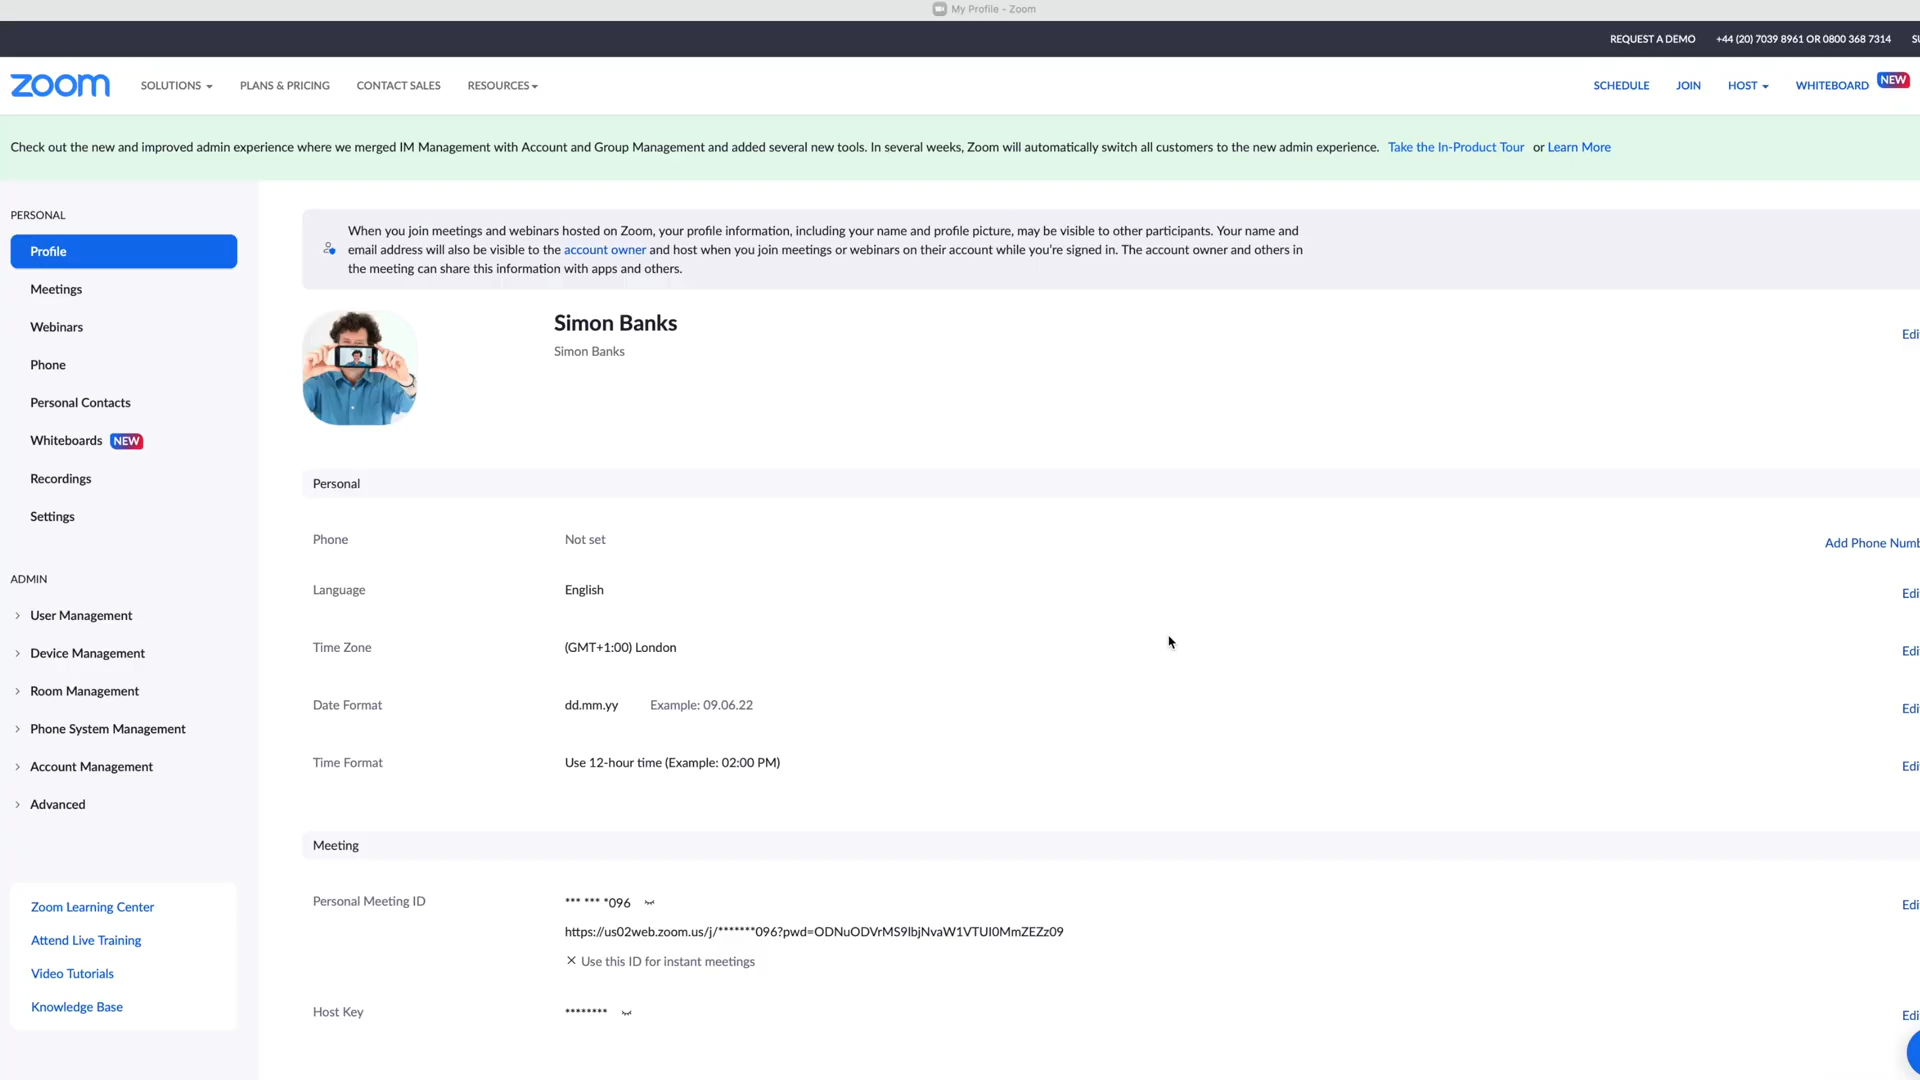 My Profile - Zoom
REQUEST A DEMO +44 (20) 7039 8961 OR 0800 368 7314
zoom SOLUTIONS PLANS & PRICING CONTACT SALES RESOURCES SCHEDULE JOIN HOST WHITEBOARD NEW
Check out the new and improved admin experience where we merged IM Management with Account and Group Management and added several new tools. In several weeks, Zoom will automatically switch all customers to the new admin experience. Take the In-Product Tour or Learn More
PERSONAL
Profile
Meetings
Webinars
Phone
Personal Contacts
Whiteboards NEW
Recordings
Settings
ADMIN
User Management
Device Management
Room Management
Phone System Management
Account Management
Advanced
Zoom Learning Center
Attend Live Training
Video Tutorials
Knowledge Base
When you join meetings and webinars hosted on Zoom, your profile information, including your name and profile picture, may be visible to other participants. Your name and
email address will also be visible to the account owner and host when you join meetings or webinars on their account while you're signed in. The account owner and others in
the meeting can share this information with apps and others.
Simon Banks
Simon Banks
Edi
Personal
Phone Not set Add Phone Numb
Language English Edi
Time Zone (GMT+1:00) London Edi
Date Format dd.mm.yy Example: 09.06.22 Edi
Time Format Use 12-hour time (Example: 02:00 PM) Edi
Meeting
Personal Meeting ID *** *** *096 Edi
https://us02web.zoom.us/j/*******096?pwd=ODNuODVrMS9lbjNvaW1VTUl0MmZEZz09
Use this ID for instant meetings
Host Key ******** Edi